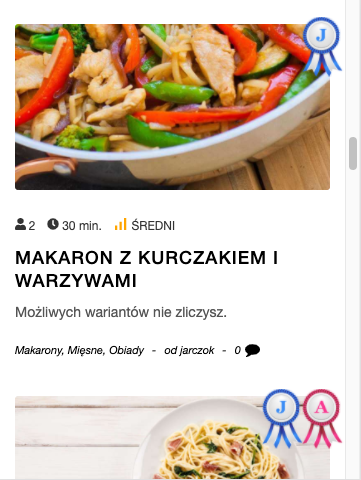 J
2 30 min. ŚREDNI
MAKARON Z KURCZAKIEM I
WARZYWAMI
Możliwych wariantów nie zliczysz.
Makarony, Mięsne, Obiady - od jarczok - 0
J A